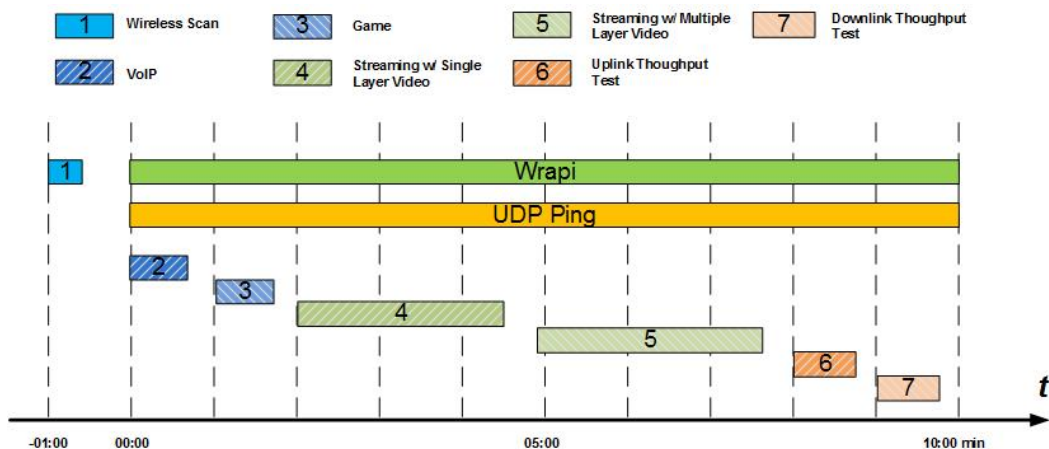 1 Wireless Scan
3 Game
5 Streaming w/ Multiple
Layer Video
7 Downlink Thoughput
Test
2 VoIP
4 Streaming w/ Single
Layer Video
6 Uplink Thoughput
Test
1
Wrapi
UDP Ping
2
3
4
5
6
7
t
-01:00 00:00 05:00 10:00 min